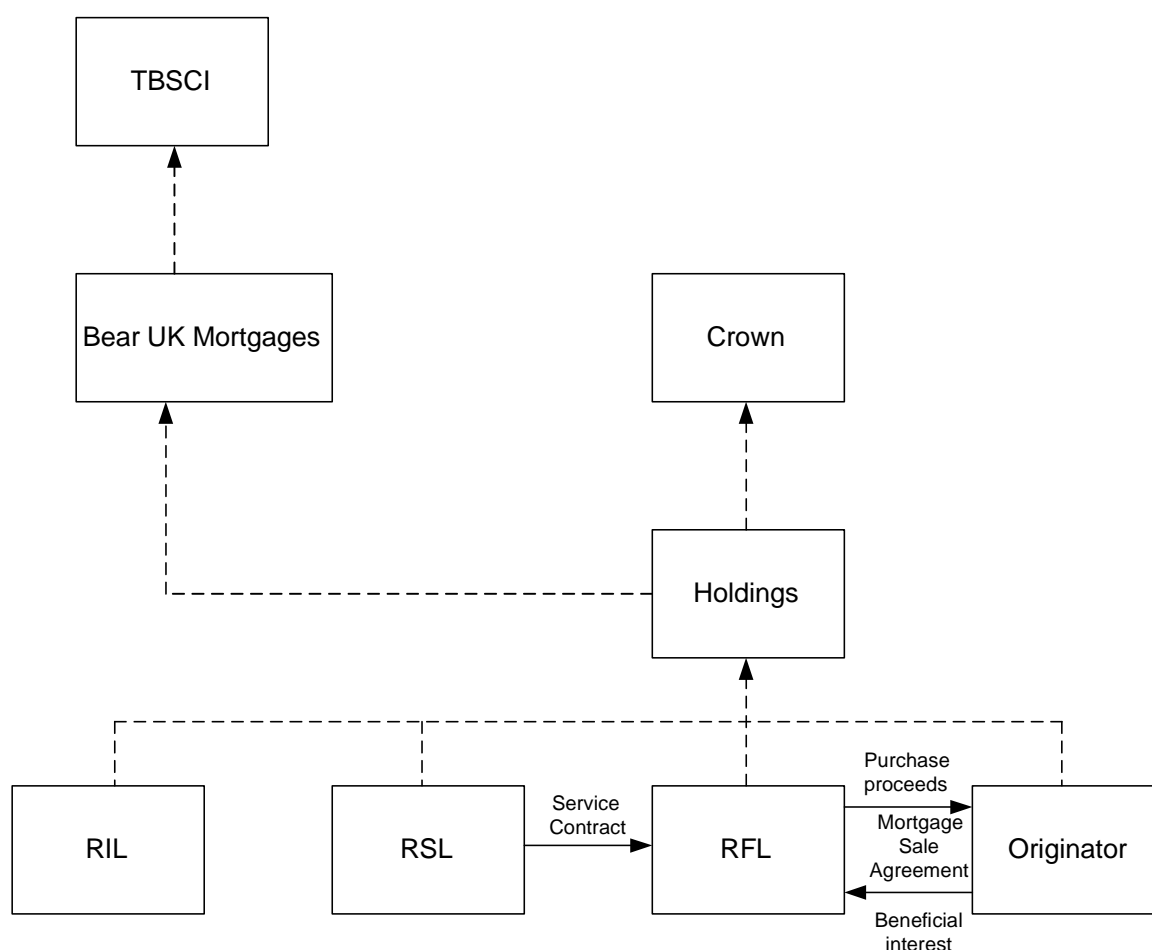 TBSCI
Bear UK Mortgages
Crown
Holdings
RIL
RSL
Service
Contract
RFL
Purchase
proceeds
Mortgage
Sale
Agreement
Beneficial
interest
Originator